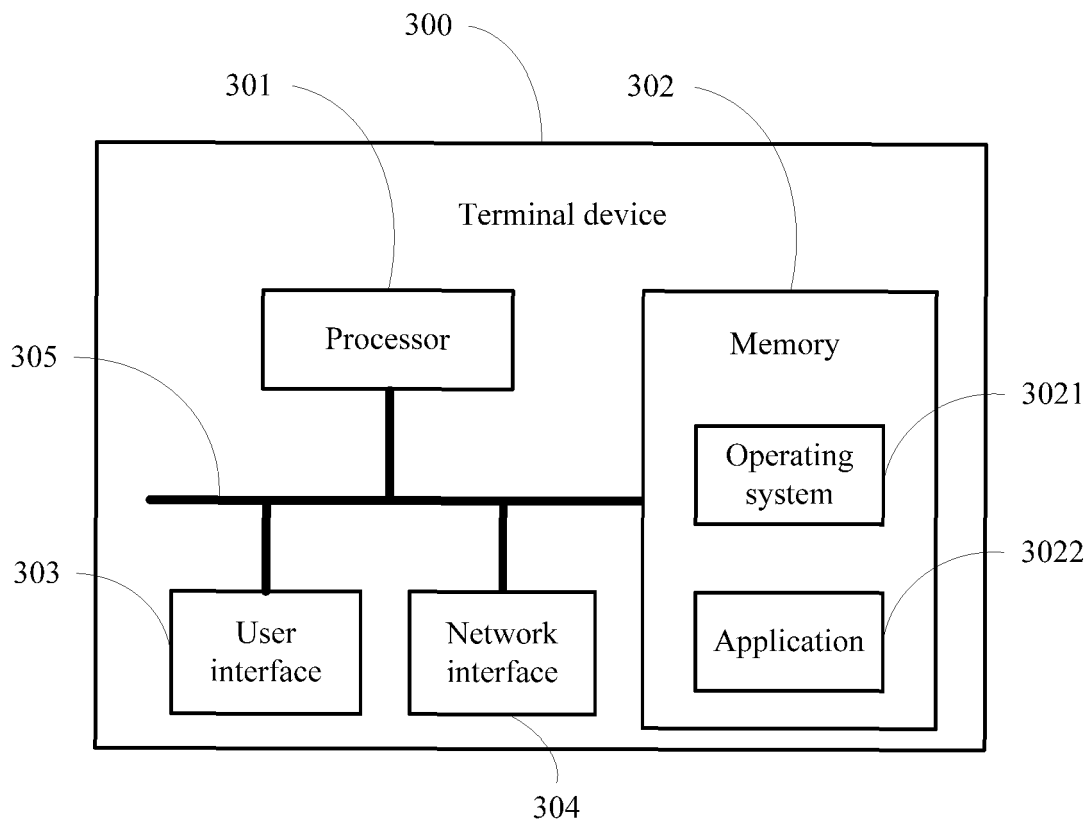 300
301
302
Terminal device
Processor
Memory
305
3021
Operating
system
3022
303
User
interface
Network
interface
Application
304